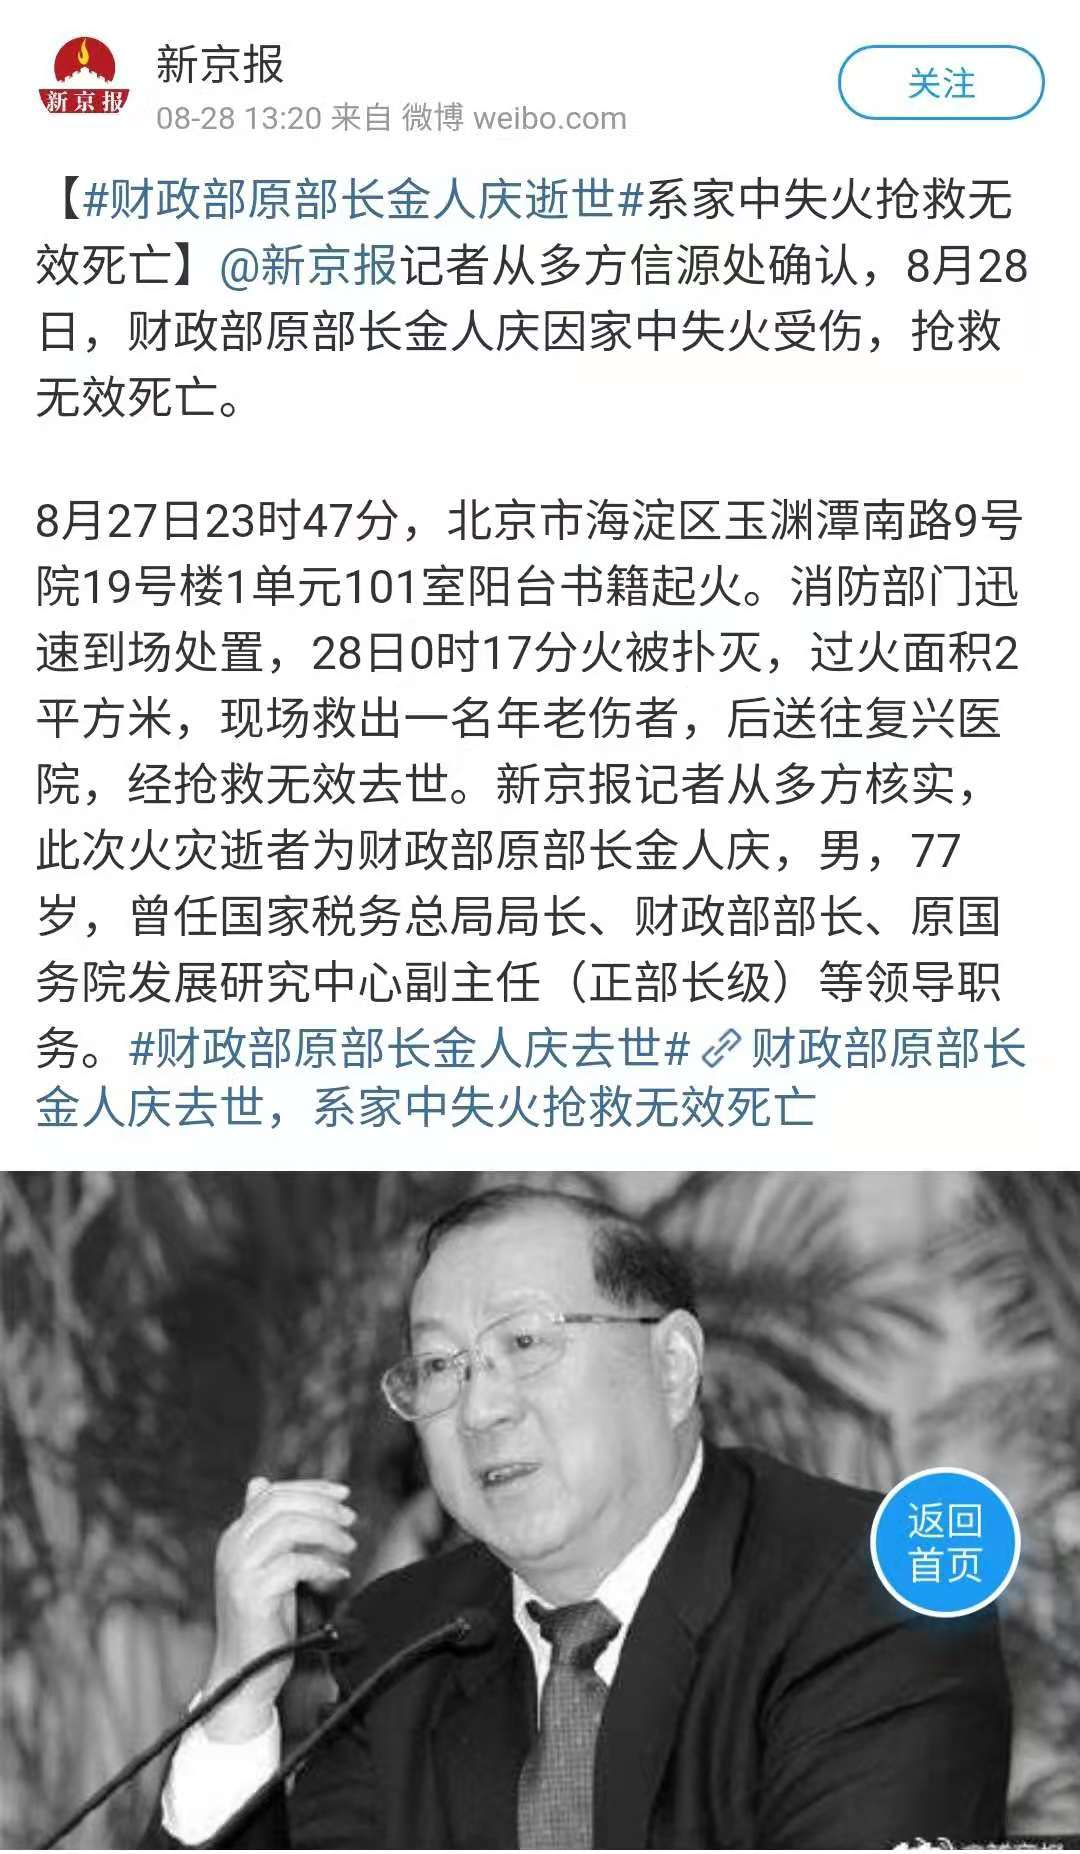 新京报
新京报
关注
08-28 13:20 来自 微博 weibo.com
【#财政部原部长金人庆逝世#系家中失火抢救无
效死亡】@新京报记者从多方信源处确认，8月28
日，财政部原部长金人庆因家中失火受伤，抢救
无效死亡。
8月27日23时47分，北京市海淀区玉渊潭南路9号
院19号楼1单元101室阳台书籍起火。消防部门迅
速到场处置，28日0时17分火被扑灭，过火面积2
平方米，现场救出一名年老伤者，后送往复兴医
院，经抢救无效去世。新京报记者从多方核实，
此次火灾逝者为财政部原部长金人庆，男，77
岁，曾任国家税务总局局长、财政部部长、原国
务院发展研究中心副主任（正部长级）等领导职
务。#财政部原部长金人庆去世# 财政部原部长
金人庆去世，系家中失火抢救无效死亡
返回
首页